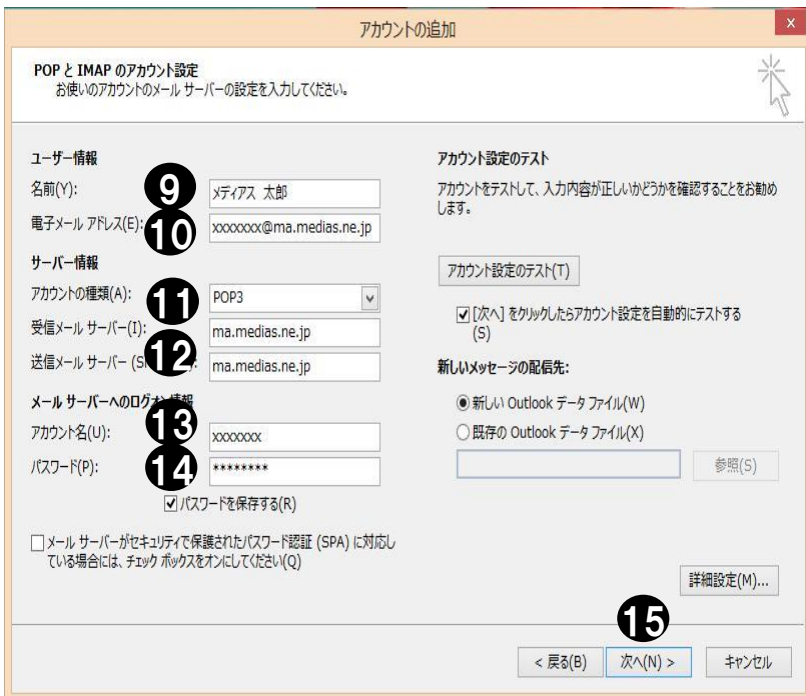 アカウントの追加
x
POP と IMAP のアカウント設定
お使いのアカウントのメール サーバーの設定を入力してください。
ユーザー情報
名前(Y):
9
メディアス 太郎
電子メール アドレス(E):
10
xxxxxxx@ma.medias.ne.jp
サーバー情報
アカウントの種類(A):
11
POP3
受信メール サーバー(I):
ma.medias.ne.jp
送信メール サーバー (S
12
ma.medias.ne.jp
メール サーバーへのログオン情報
アカウント名(U):
13
xxxxxxx
パスワード(P):
14
********
パスワードを保存する(R)
メール サーバーがセキュリティで保護されたパスワード認証 (SPA) に対応し
ている場合には、チェック ボックスをオンにしてください(Q)
アカウント設定のテスト
アカウントをテストして、入力内容が正しいかどうかを確認することをお勧め
します。
アカウント設定のテスト(T)
[次へ] をクリックしたらアカウント設定を自動的にテストする
(S)
新しいメッセージの配信先:
新しい Outlook データ ファイル(W)
既存の Outlook データ ファイル(X)
参照(S)
詳細設定(M)...
15
< 戻る(B)
次へ(N) >
キャンセル